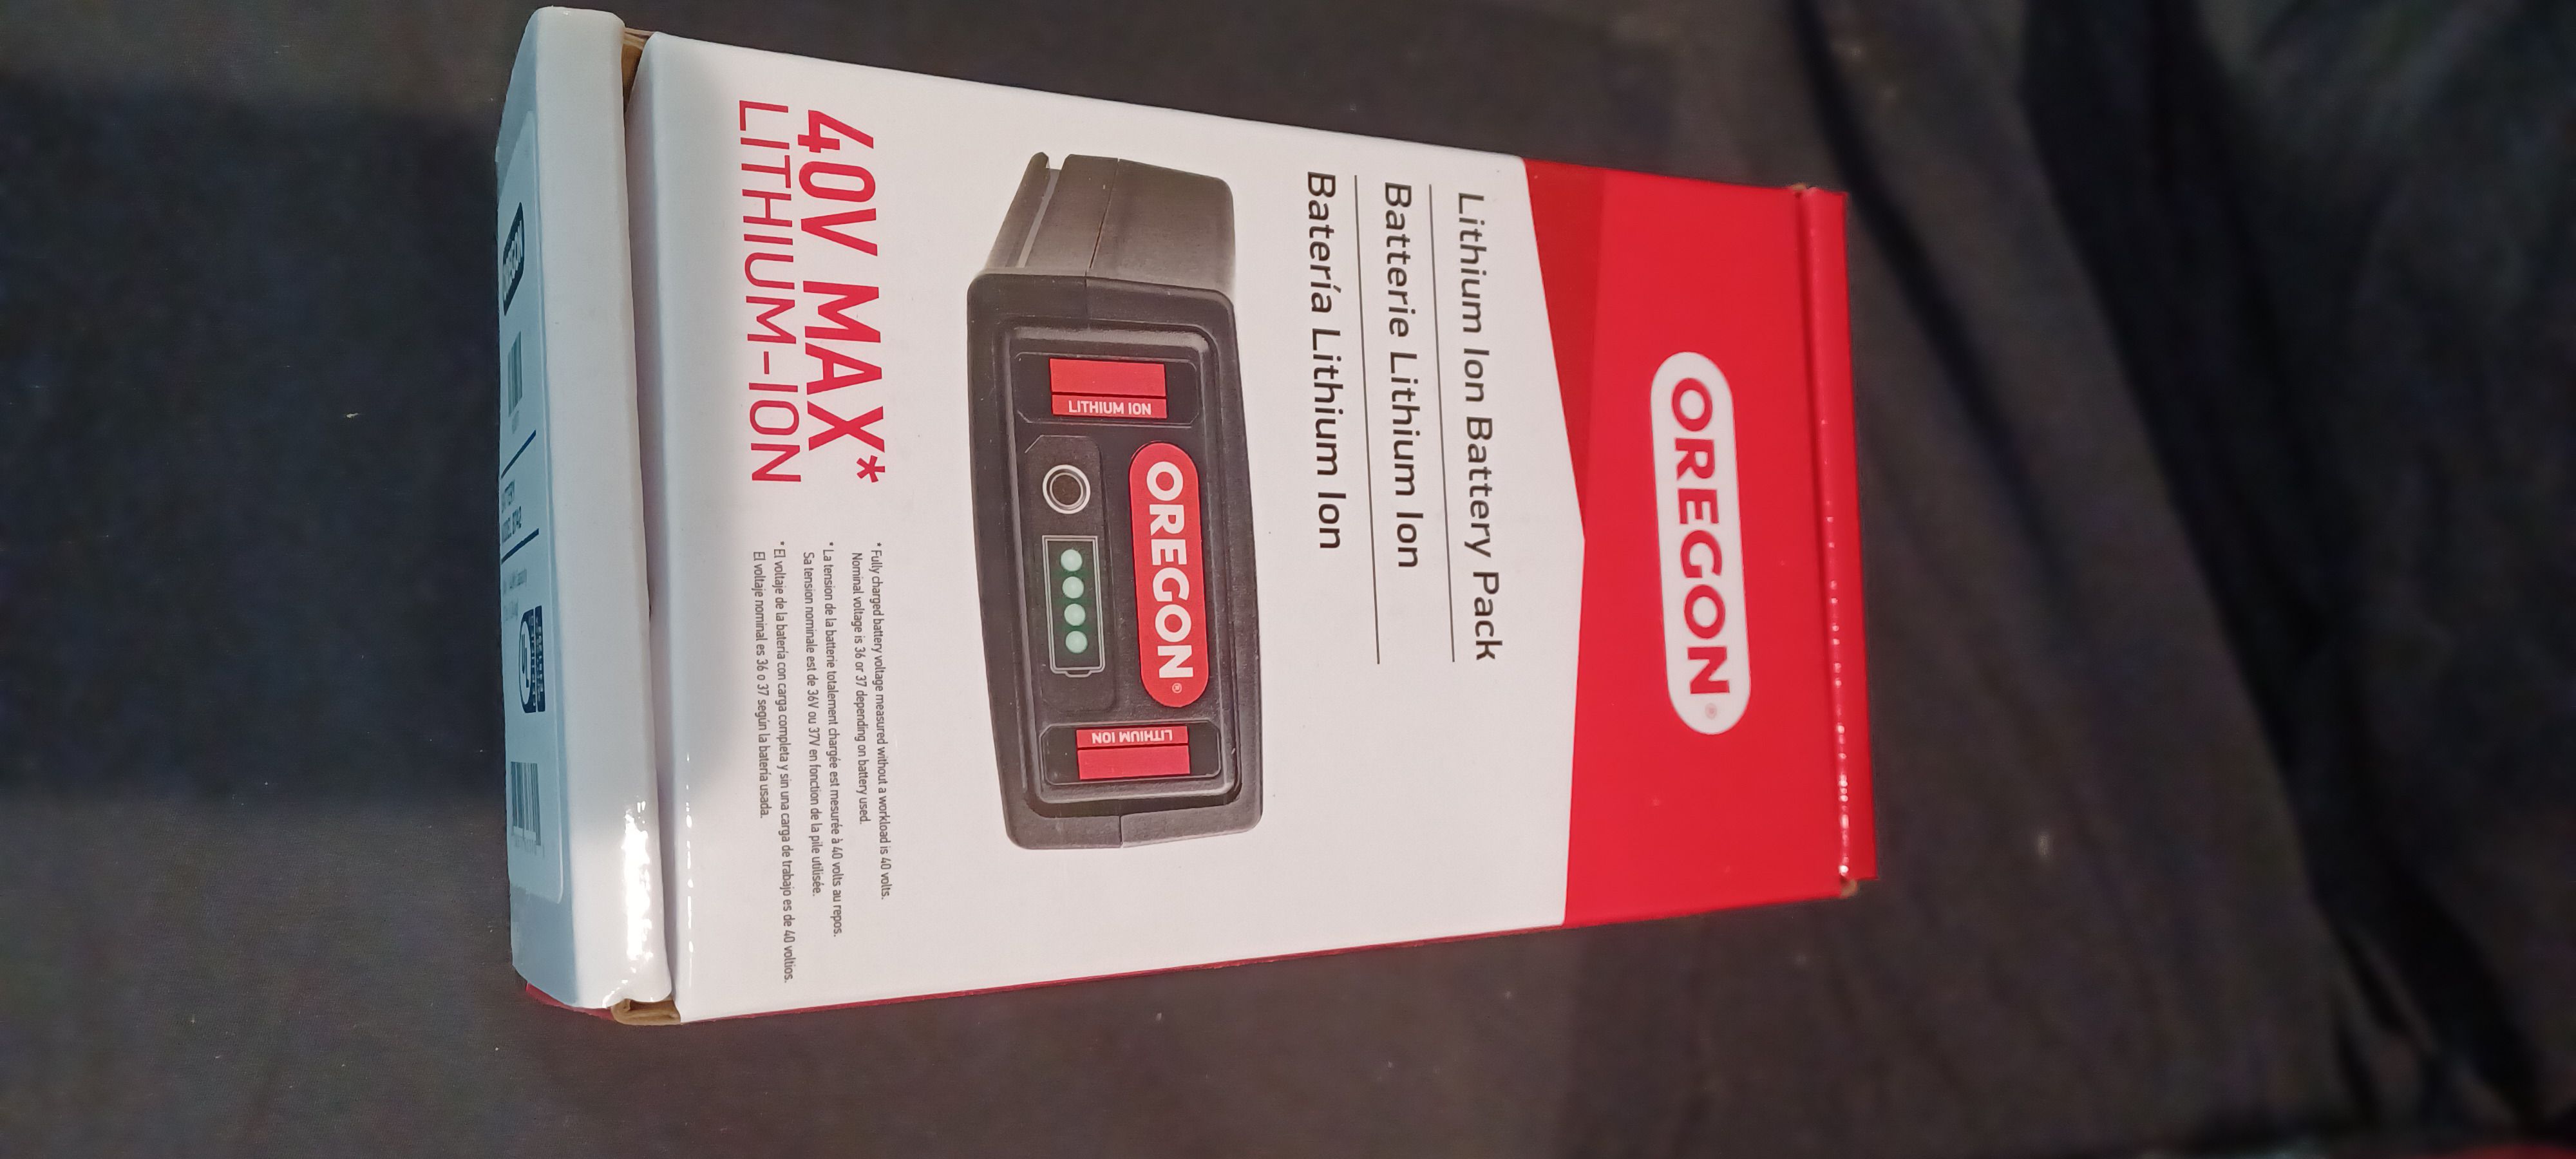 OREGON®
Lithium Ion Battery Pack
Batterie Lithium Ion
Batería Lithium Ion
OREGON®
LITHIUM ION
LITHIUM ION
40V MAX*
LITHIUM-ION
* Fully charged battery voltage measured without a workload is 40 volts.
Nominal voltage is 36 or 37 depending on battery used.
* La tension de la batterie totalement chargée est mesurée à 40 volts au repos.
Sa tension nominale est de 36V ou 37V en fonction de la pile utilisée.
* El voltaje de la batería con carga completa y sin una carga de trabajo es de 40 voltios.
El voltaje nominal es 36 o 37 según la batería usada.
OREGON
BATTERY
MODEL